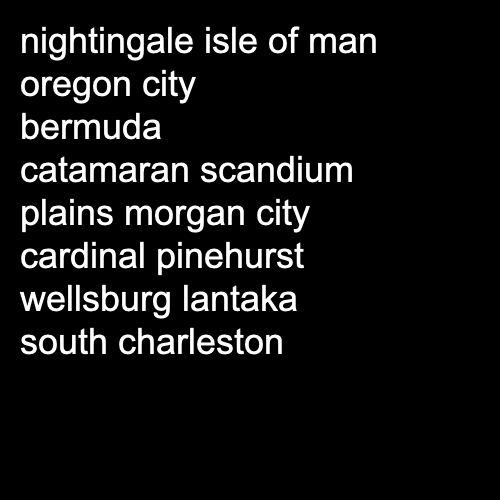 nightingale isle of man
oregon city
bermuda
catamaran scandium
plains morgan city
cardinal pinehurst
wellsburg lantaka
south charleston